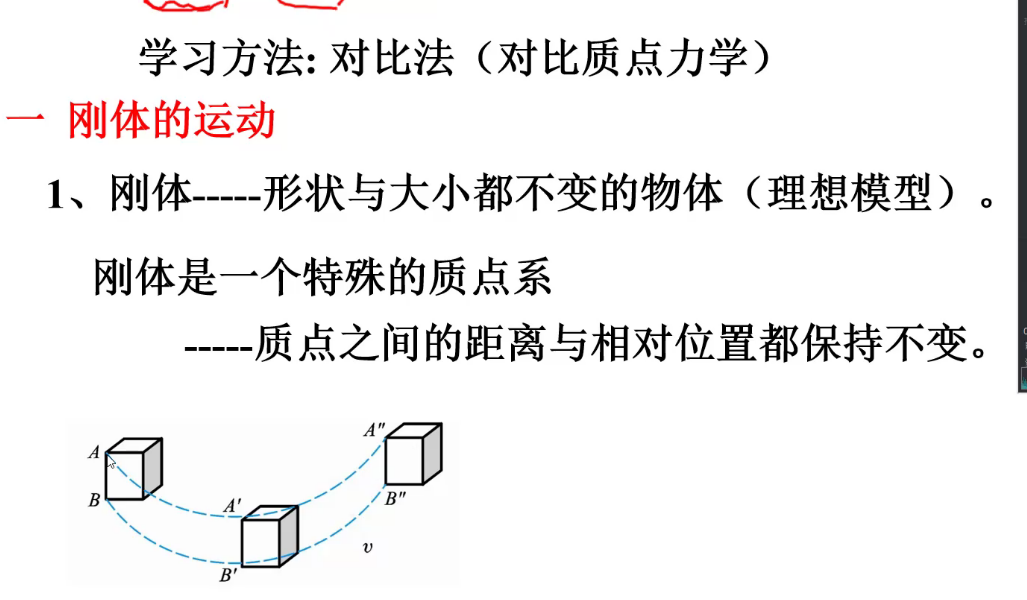 学习方法: 对比法（对比质点力学）
一 刚体的运动
1、刚体-----形状与大小都不变的物体（理想模型）。
刚体是一个特殊的质点系
-----质点之间的距离与相对位置都保持不变。
A
B
A′
B′
A″
B″
υ